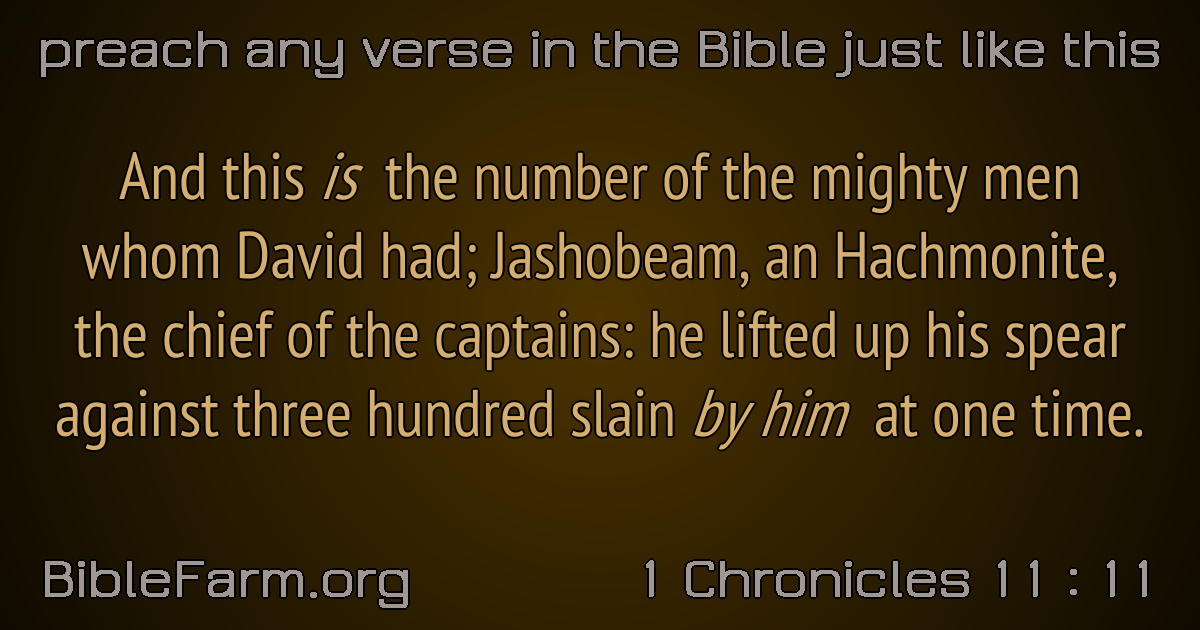 preach any verse in the Bible just like this
And this is the number of the mighty men
whom David had; Jashobeam, an Hachmonite,
the chief of the captains: he lifted up his spear
against three hundred slain by him at one time.
BibleFarm.org
1 Chronicles 11 : 11